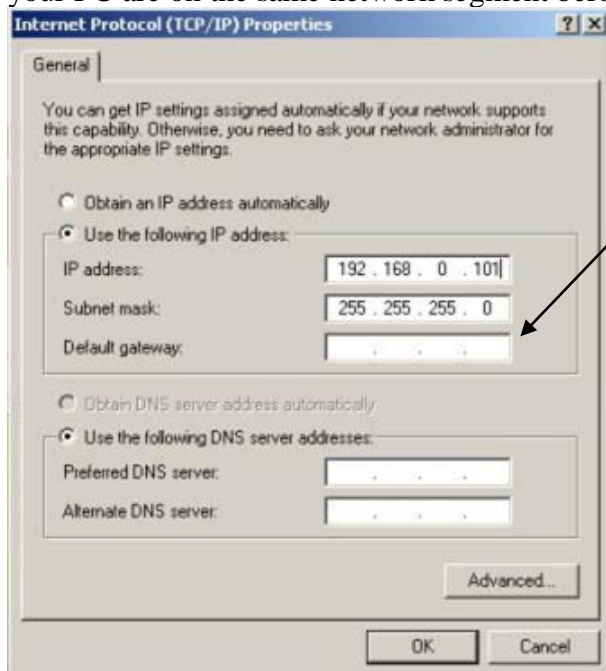 your PC are on the same network segment
Internet Protocol (TCP/IP) Properties
General
You can get IP settings assigned automatically if your network supports
this capability. Otherwise, you need to ask your network administrator for
the appropriate IP settings.
Obtain an IP address automatically
Use the following IP address:
IP address: 192 . 168 . 0 . 101
Subnet mask: 255 . 255 . 255 . 0
Default gateway: . . .
Obtain DNS server address automatically
Use the following DNS server addresses:
Preferred DNS server: . . .
Alternate DNS server: . . .
Advanced...
OK Cancel